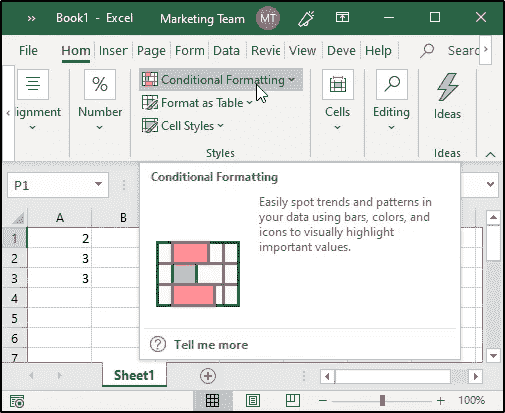 » Book1 - Excel Marketing Team MT
File Hom Inser Page Form Data Revie View Deve Help Searc
lignment
Number
%
Conditional Formatting
Format as Table
Cell Styles
Styles
Cells
Editing
Ideas
Ideas
P1
Conditional Formatting
Easily spot trends and patterns in
your data using bars, colors, and
icons to visually highlight
important values.
Tell me more
A B
1 2
2 3
3 3
4
5
6
7
Sheet1
100%